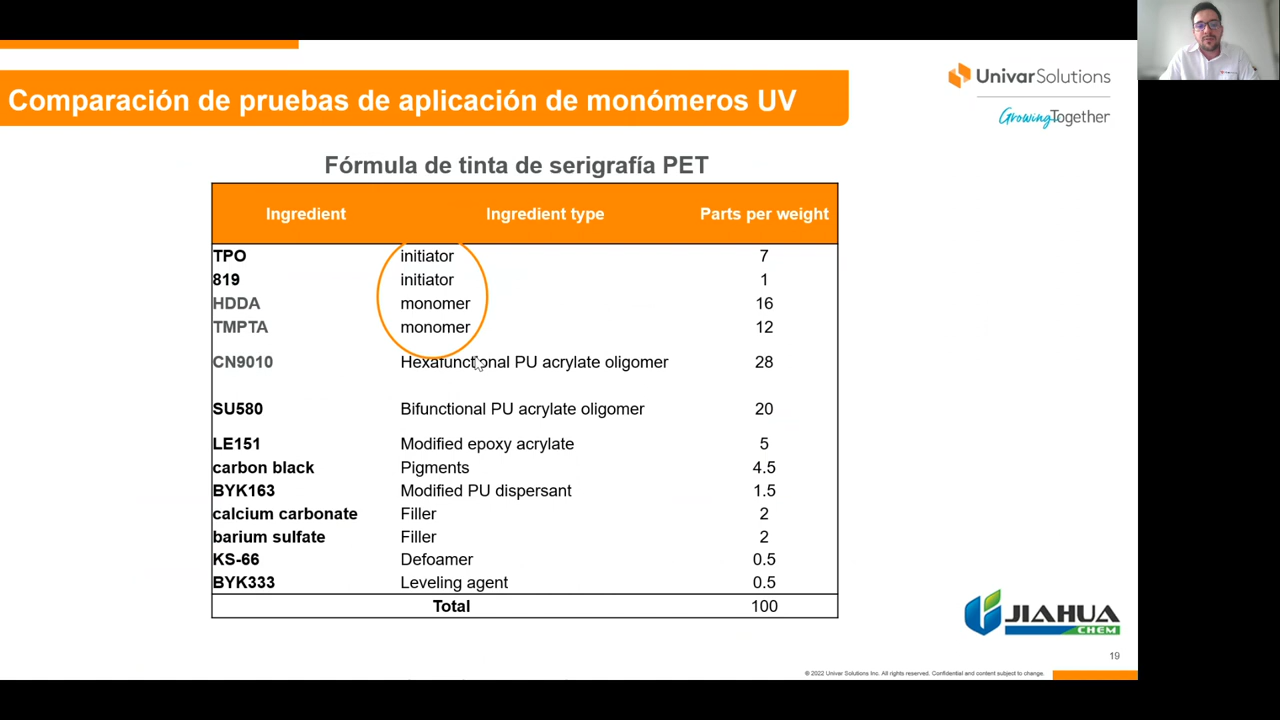 Comparación de pruebas de aplicación de monómeros UV
UnivarSolutions
GrowingTogether
Fórmula de tinta de serigrafía PET
Ingredient Ingredient type Parts per weight
TPO initiator 7
819 initiator 1
HDDA monomer 16
TMPTA monomer 12
CN9010 Hexafunctional PU acrylate oligomer 28
SU580 Bifunctional PU acrylate oligomer 20
LE151 Modified epoxy acrylate 5
carbon black Pigments 4.5
BYK163 Modified PU dispersant 1.5
calcium carbonate Filler 2
barium sulfate Filler 2
KS-66 Defoamer 0.5
BYK333 Leveling agent 0.5
Total 100
JIAHUA
CHEM
19
© 2022 Univar Solutions Inc. All rights reserved. Confidential and content subject to change.